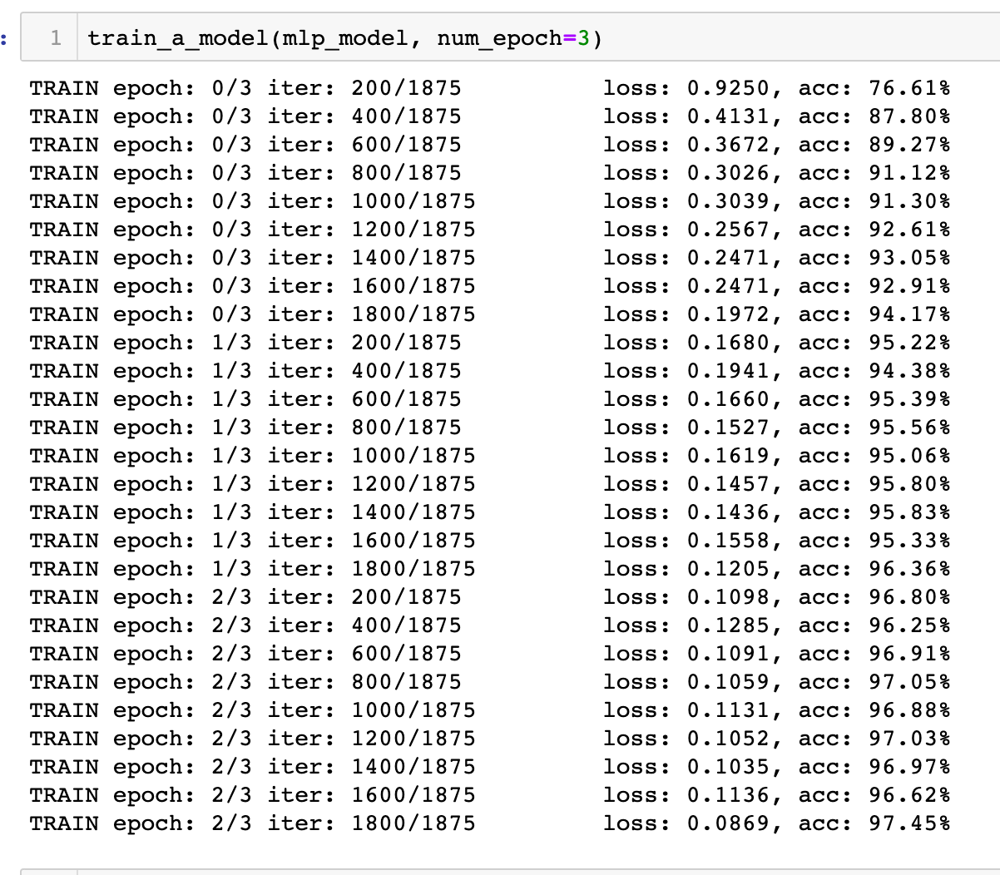 :
1 train_a_model(mlp_model, num_epoch=3)
TRAIN epoch: 0/3 iter: 200/1875 loss: 0.9250, acc: 76.61%
TRAIN epoch: 0/3 iter: 400/1875 loss: 0.4131, acc: 87.80%
TRAIN epoch: 0/3 iter: 600/1875 loss: 0.3672, acc: 89.27%
TRAIN epoch: 0/3 iter: 800/1875 loss: 0.3026, acc: 91.12%
TRAIN epoch: 0/3 iter: 1000/1875 loss: 0.3039, acc: 91.30%
TRAIN epoch: 0/3 iter: 1200/1875 loss: 0.2567, acc: 92.61%
TRAIN epoch: 0/3 iter: 1400/1875 loss: 0.2471, acc: 93.05%
TRAIN epoch: 0/3 iter: 1600/1875 loss: 0.2471, acc: 92.91%
TRAIN epoch: 0/3 iter: 1800/1875 loss: 0.1972, acc: 94.17%
TRAIN epoch: 1/3 iter: 200/1875 loss: 0.1680, acc: 95.22%
TRAIN epoch: 1/3 iter: 400/1875 loss: 0.1941, acc: 94.38%
TRAIN epoch: 1/3 iter: 600/1875 loss: 0.1660, acc: 95.39%
TRAIN epoch: 1/3 iter: 800/1875 loss: 0.1527, acc: 95.56%
TRAIN epoch: 1/3 iter: 1000/1875 loss: 0.1619, acc: 95.06%
TRAIN epoch: 1/3 iter: 1200/1875 loss: 0.1457, acc: 95.80%
TRAIN epoch: 1/3 iter: 1400/1875 loss: 0.1436, acc: 95.83%
TRAIN epoch: 1/3 iter: 1600/1875 loss: 0.1558, acc: 95.33%
TRAIN epoch: 1/3 iter: 1800/1875 loss: 0.1205, acc: 96.36%
TRAIN epoch: 2/3 iter: 200/1875 loss: 0.1098, acc: 96.80%
TRAIN epoch: 2/3 iter: 400/1875 loss: 0.1285, acc: 96.25%
TRAIN epoch: 2/3 iter: 600/1875 loss: 0.1091, acc: 96.91%
TRAIN epoch: 2/3 iter: 800/1875 loss: 0.1059, acc: 97.05%
TRAIN epoch: 2/3 iter: 1000/1875 loss: 0.1131, acc: 96.88%
TRAIN epoch: 2/3 iter: 1200/1875 loss: 0.1052, acc: 97.03%
TRAIN epoch: 2/3 iter: 1400/1875 loss: 0.1035, acc: 96.97%
TRAIN epoch: 2/3 iter: 1600/1875 loss: 0.1136, acc: 96.62%
TRAIN epoch: 2/3 iter: 1800/1875 loss: 0.0869, acc: 97.45%